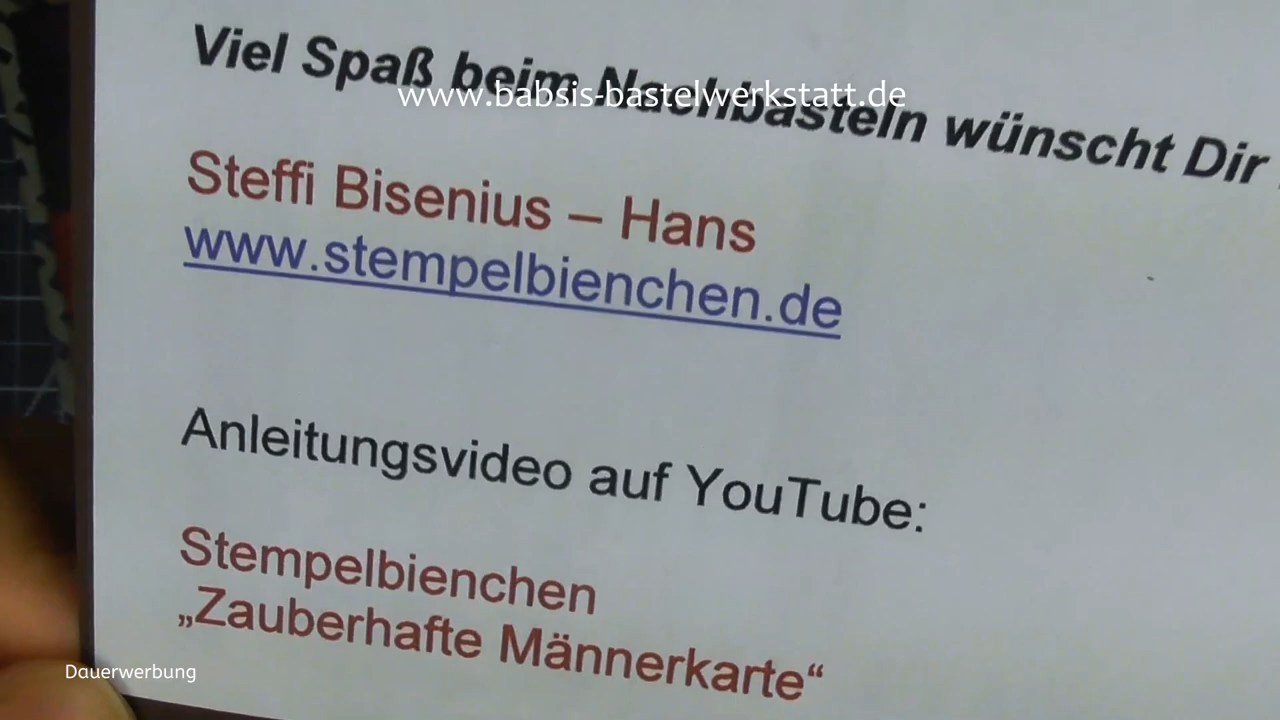 Viel Spaß beim Nachbasteln wünscht Dir
www.babsis-bastelwerkstatt.de
Steffi Bisenius – Hans
www.stempelbienchen.de
Anleitungsvideo auf YouTube:
Stempelbienchen
„Zauberhafte Männerkarte“
Dauerwerbung